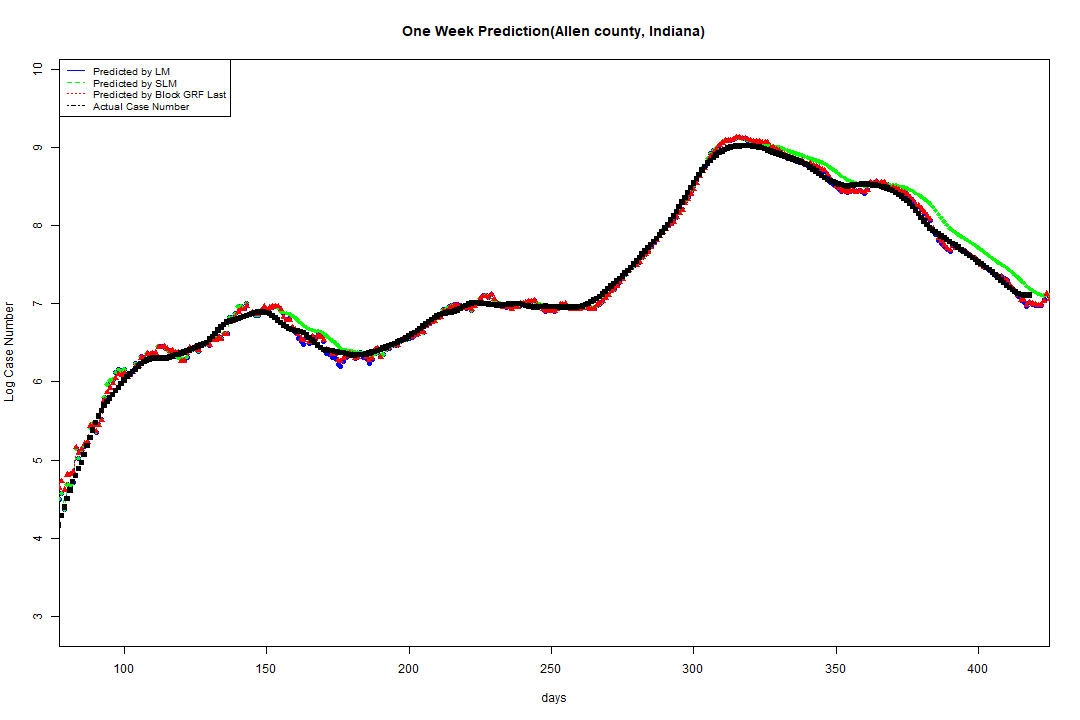 One Week Prediction(Allen county, Indiana)
Predicted by LM
Predicted by SLM
Predicted by Block GRF Last
Actual Case Number
Log Case Number
10
9
8
7
6
5
4
3
100 150 200 250 300 350 400
days